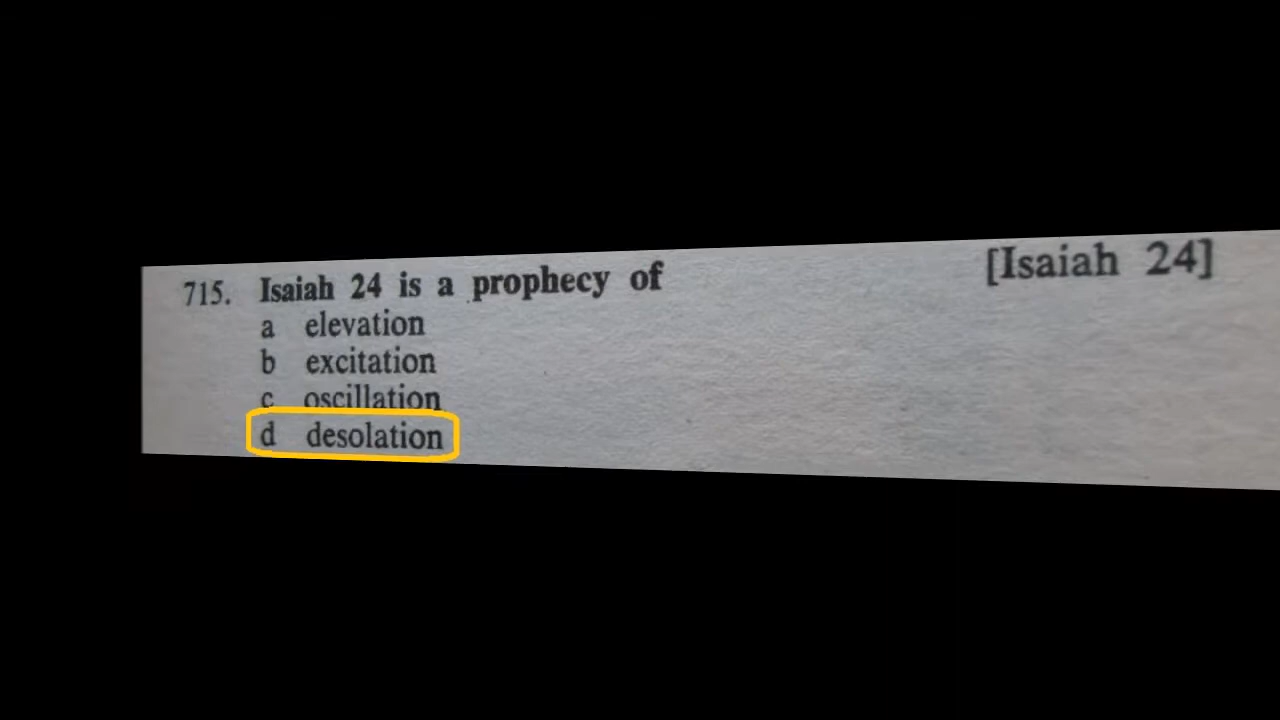 715. Isaiah 24 is a prophecy of [Isaiah 24]
a elevation
b excitation
c oscillation
d desolation